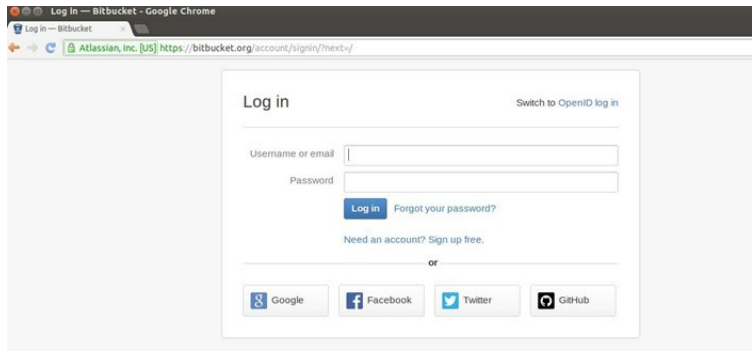 Log in — Bitbucket - Google Chrome
Log in — Bitbucket
Atlassian, Inc. [US] https://bitbucket.org/account/signin/?next=/
Log in
Switch to OpenID log in
Username or email
Password
Log in Forgot your password?
Need an account? Sign up free.
or
Google Facebook Twitter GitHub